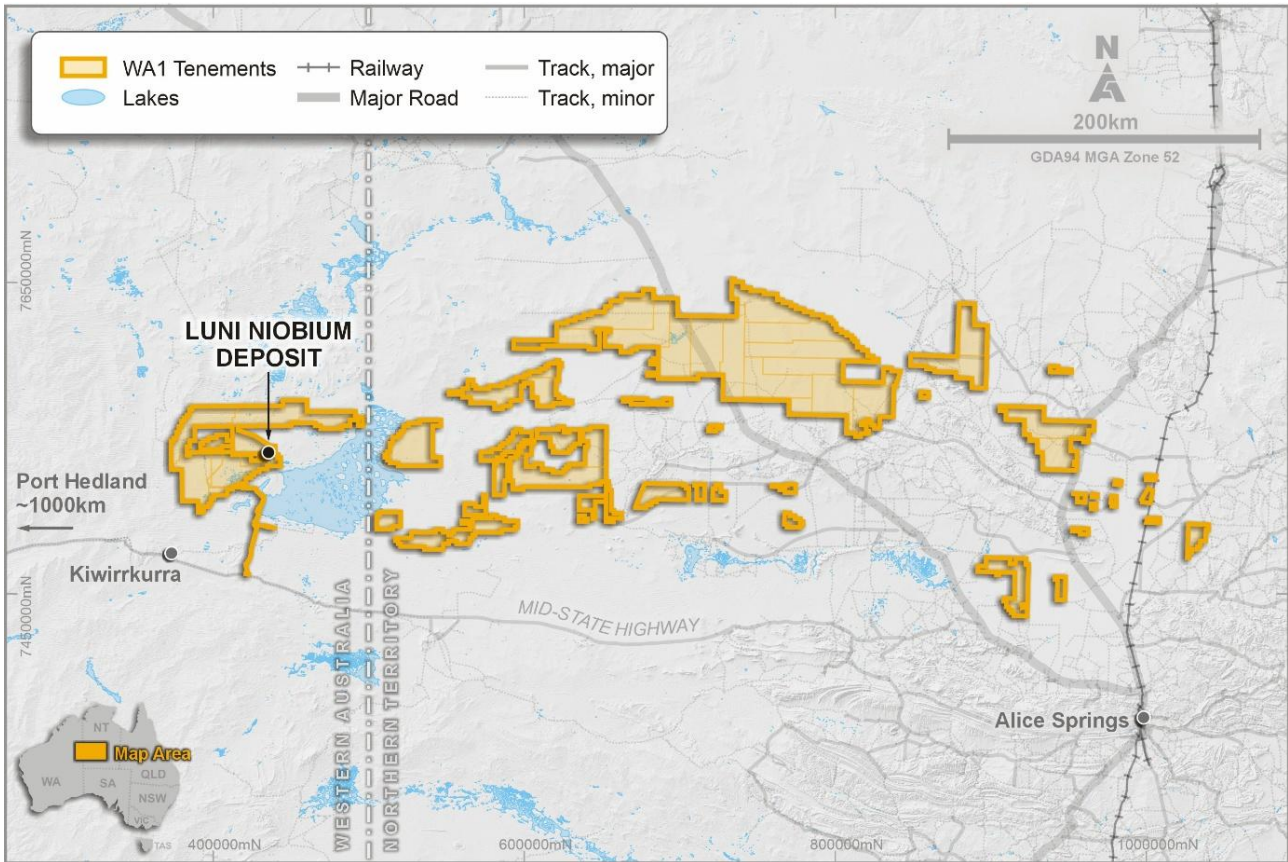 WA1 Tenements
Lakes
Railway
Major Road
Track, major
Track, minor
N
200km
GDA94 MGA Zone 52
7650000mN
LUNI NIOBIUM
DEPOSIT
Port Hedland
~1000km
Kiwirrkurra
7450000mN
MID-STATE HIGHWAY
WESTERN AUSTRALIA
NORTHERN TERRITORY
Alice Springs
Map Area
NT
WA
SA
QLD
NSW
VIC
TAS
400000mN
600000mN
800000mN
1000000mN